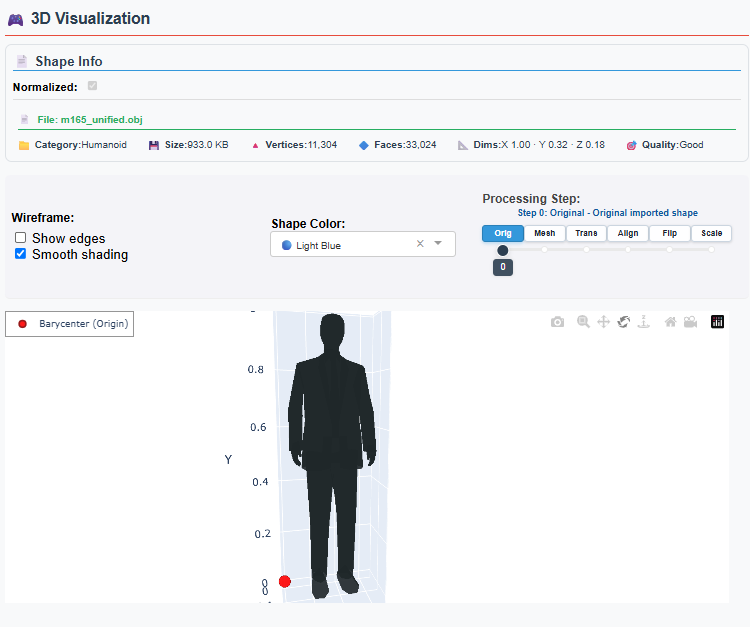 3D Visualization
Shape Info
Normalized:
File: m165_unified.obj
Category:Humanoid Size:933.0 KB Vertices:11,304 Faces:33,024 Dims:X 1.00 · Y 0.32 · Z 0.18 Quality:Good
Processing Step:
Step 0: Original - Original imported shape
Wireframe:
Show edges
Smooth shading
Shape Color:
Light Blue
Orig Mesh Trans Align Flip Scale
0
Barycenter (Origin)
0.8
0.6
Y
0.4
0.2
0
0